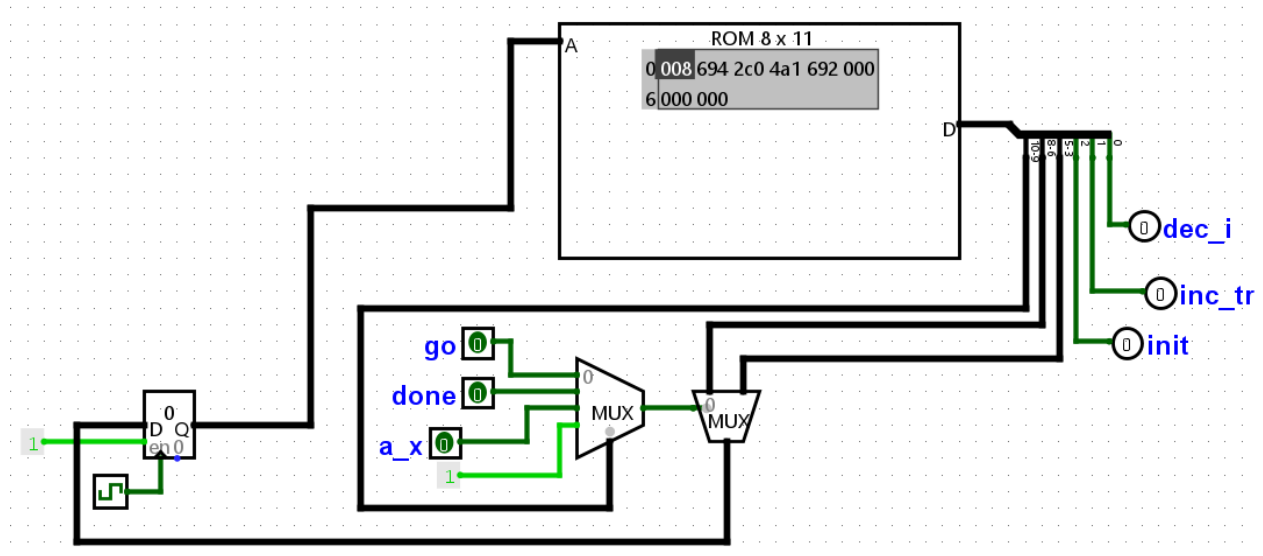 ROM 8 x 11
A
0 008 694 2c0 4a1 692 000
6 000 000
D
10-9 8-6 5-3 2 1 0
0 dec_i
0 inc_tr
0 init
go 0
0
done 0
MUX
a_x 0
1
0
MUX
0
D Q
en 0
1